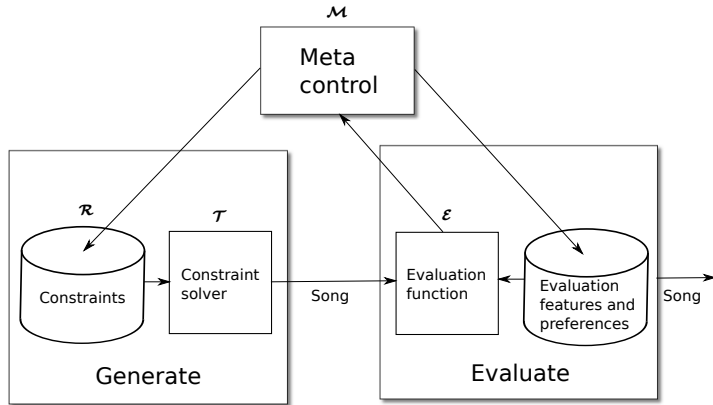 ℳ
Meta
control
ℛ
𝒯
ℰ
Constraints
Constraint
solver
Song
Evaluation
function
Evaluation
features and
preferences
Song
Generate
Evaluate